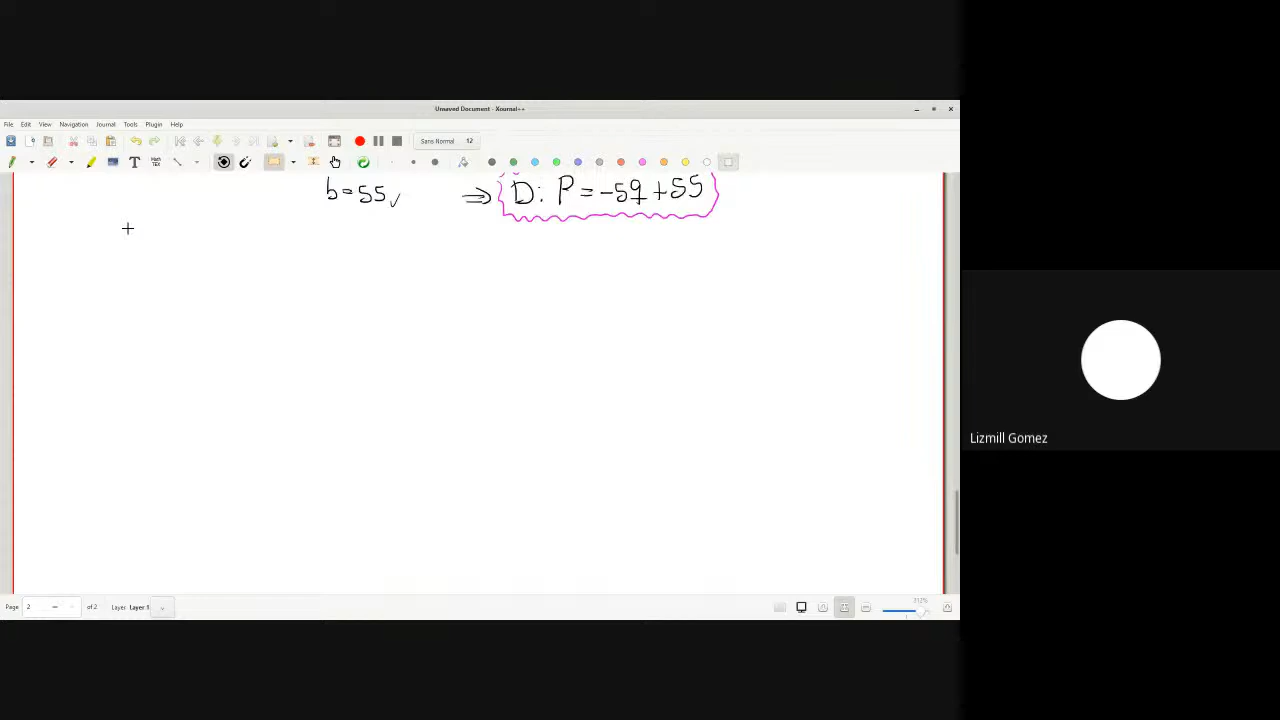 Unsaved Document - Xournal++
File Edit View Navigation Journal Tools Plugin Help
Sans Normal 12
b = 55 ✓ ⇒ D: P = -5q + 55
Page 2 of 2 Layer Layer 1
312%
Lizmill Gomez